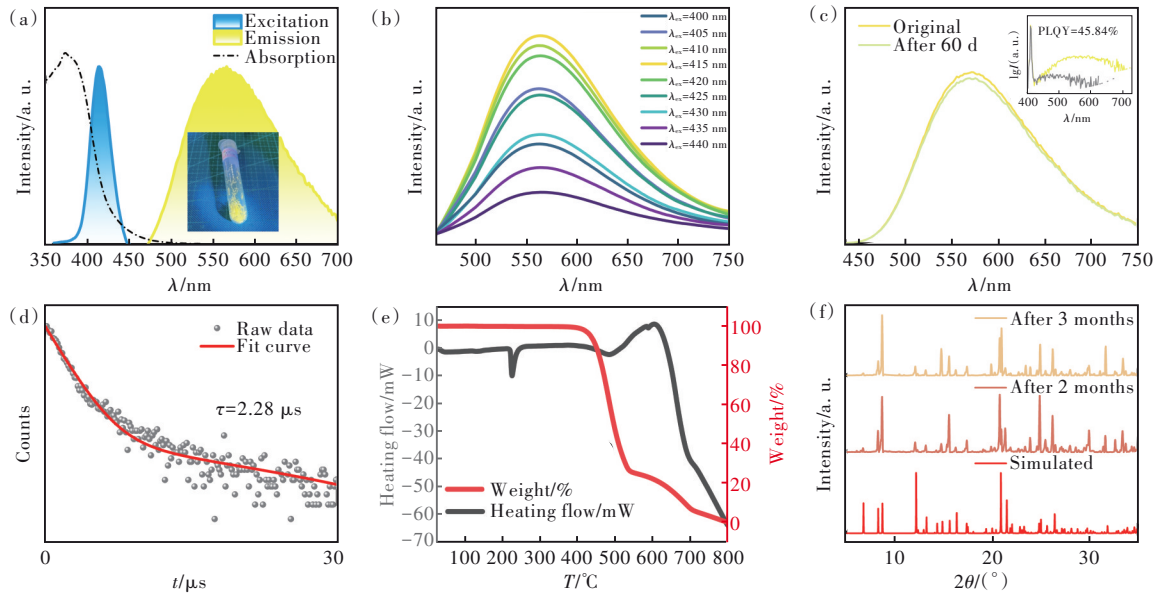 (a)
Excitation
Emission
Absorption
Intensity/a. u.
350 400 450 500 550 600 650 700
λ/nm
(b)
λex=400 nm
λex=405 nm
λex=410 nm
λex=415 nm
λex=420 nm
λex=425 nm
λex=430 nm
λex=435 nm
λex=440 nm
Intensity/a. u.
500 550 600 650 700 750
λ/nm
(c)
Original
After 60 d
PLQY=45.84%
lgI(a. u.)
400 500 600 700
λ/nm
Intensity/a. u.
450 500 550 600 650 700 750
λ/nm
(d)
Raw data
Fit curve
τ=2.28 μs
Counts
0 30
t/μs
(e)
10
0
−10
−20
−30
−40
−50
−60
−70
Heating flow/mW
100
80
60
40
20
0
Weight/%
Weight/%
Heating flow/mW
100 200 300 400 500 600 700 800
T/℃
(f)
After 3 months
After 2 months
Simulated
Intensity/a. u.
10 20 30
2θ/(°)